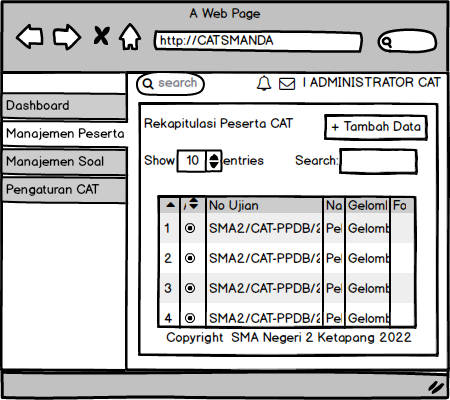 A Web Page
http://CATSMANDA
search
I ADMINISTRATOR CAT
Dashboard
Manajemen Peserta
Manajemen Soal
Pengaturan CAT
Rekapitulasi Peserta CAT
+ Tambah Data
Show 10 entries
Search:
No Ujian Na Gelom Fo
1 SMA2/CAT-PPDB/2 Pe Gelomb
2 SMA2/CAT-PPDB/2 Pe Gelomb
3 SMA2/CAT-PPDB/2 Pe Gelomb
4 SMA2/CAT-PPDB/2 Pe Gelomb
Copyright SMA Negeri 2 Ketapang 2022